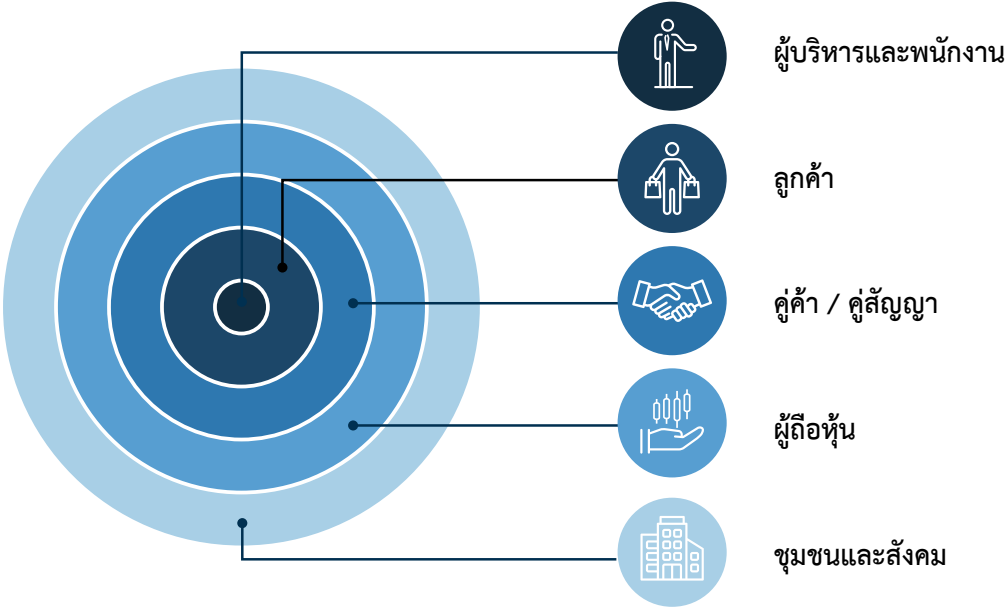 ผู้บริหารและพนักงาน
ลูกค้า
คู่ค้า / คู่สัญญา
ผู้ถือหุ้น
ชุมชนและสังคม